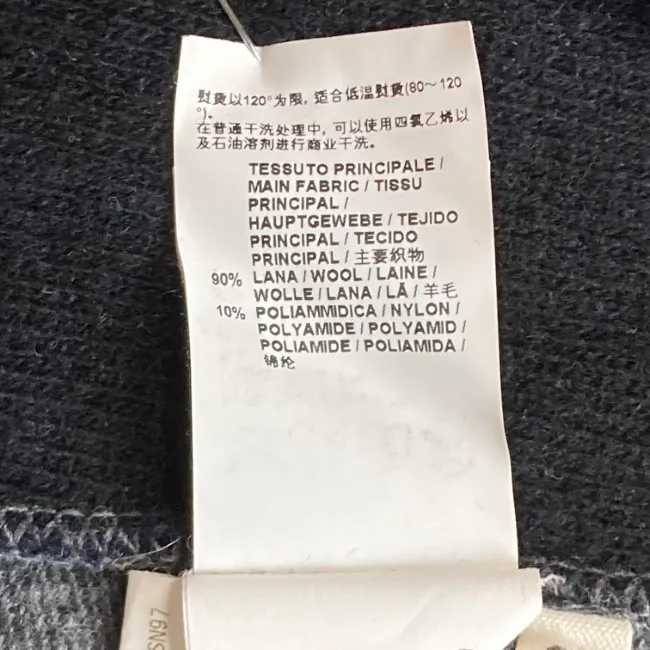 熨烫以120°为限, 适合低温熨烫(80～120
°)。
在普通干洗处理中, 可以使用四氯乙烯以
及石油溶剂进行商业干洗。
TESSUTO PRINCIPALE /
MAIN FABRIC / TISSU
PRINCIPAL /
HAUPTGEWEBE / TEJIDO
PRINCIPAL / TECIDO
PRINCIPAL / 主要织物
90% LANA / WOOL / LAINE /
WOLLE / LANA / LÃ / 羊毛
10% POLIAMMIDICA / NYLON /
POLYAMIDE / POLYAMID /
POLIAMIDE / POLIAMIDA /
锦纶
SN97